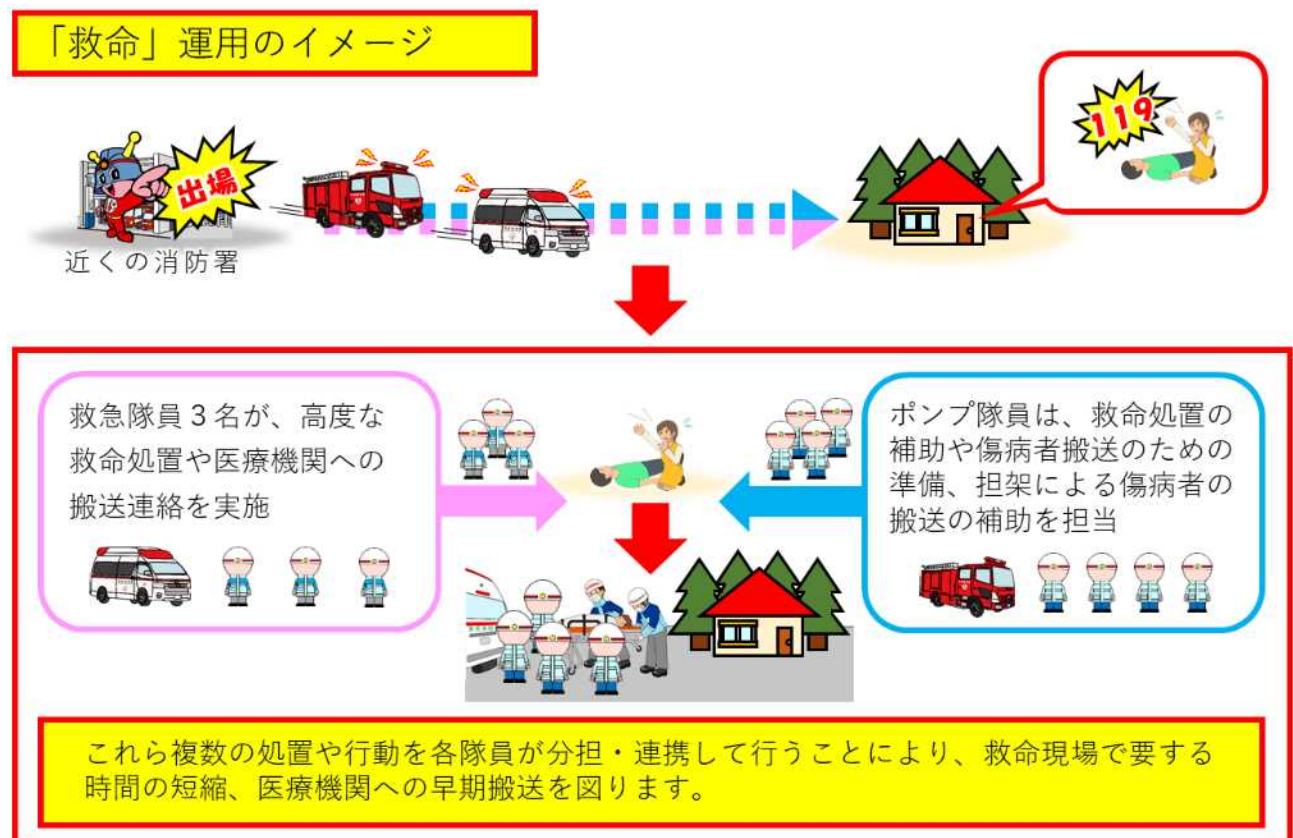 「救命」運用のイメージ
119
出場
近くの消防署
救急隊員３名が、高度な
救命処置や医療機関への
搬送連絡を実施
ポンプ隊員は、救命処置の
補助や傷病者搬送のための
準備、担架による傷病者の
搬送の補助を担当
これら複数の処置や行動を各隊員が分担・連携して行うことにより、救命現場で要する
時間の短縮、医療機関への早期搬送を図ります。